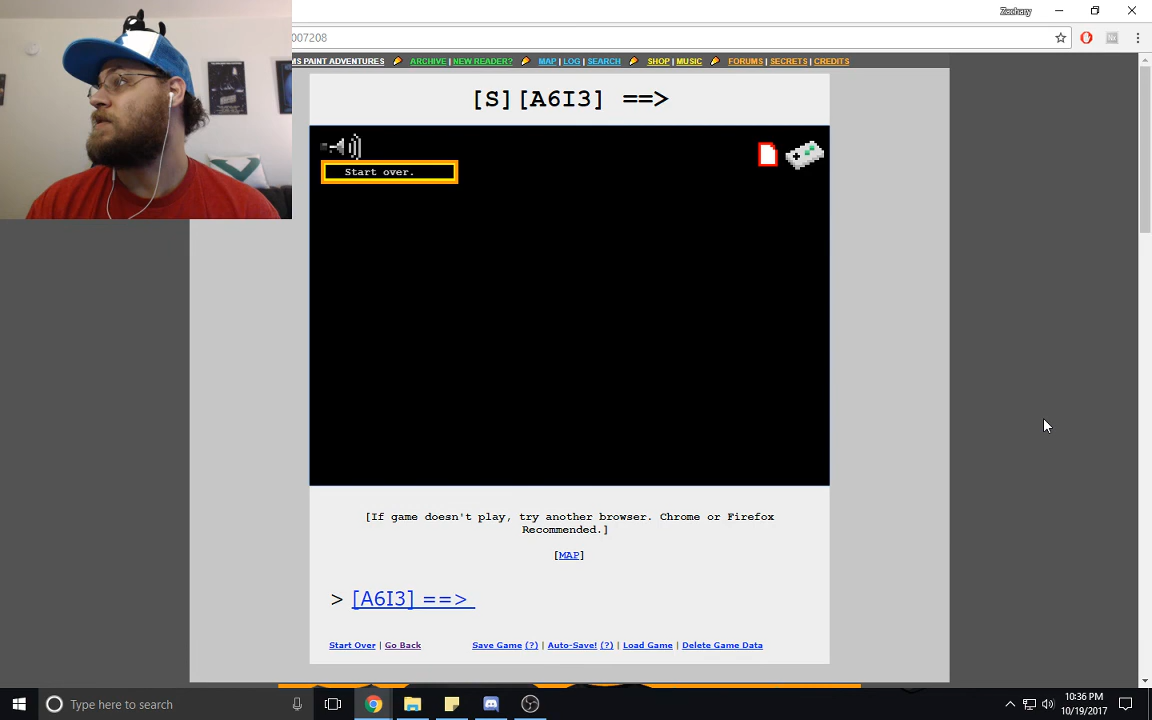 Zachary
007208
MS PAINT ADVENTURES ARCHIVE | NEW READER? MAP | LOG | SEARCH SHOP | MUSIC FORUMS | SECRETS | CREDITS
[S][A6I3] ==>
Start over.
[If game doesn't play, try another browser. Chrome or Firefox
Recommended.]
[MAP]
> [A6I3] ==>
Start Over | Go Back Save Game (?) | Auto-Save! (?) | Load Game | Delete Game Data
Type here to search
10:36 PM
10/19/2017